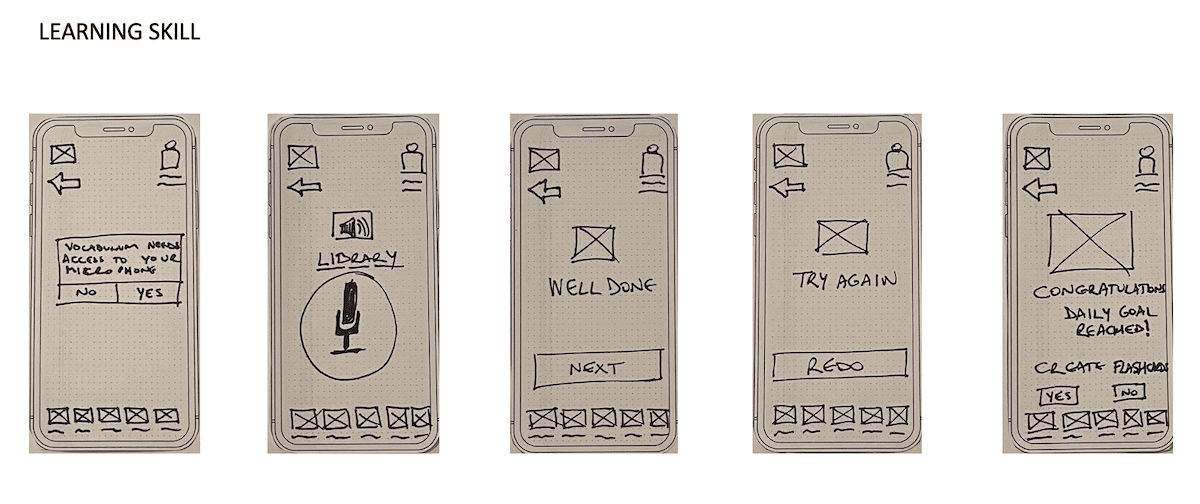 LEARNING SKILL
VOCABULUM NEEDS
ACCESS TO YOUR
MICROPHONE
NO YES
LIBRARY
WELL DONE
NEXT
TRY AGAIN
REDO
CONGRATULATIONS
DAILY GOAL
REACHED!
CREATE FLASHCARDS
YES NO